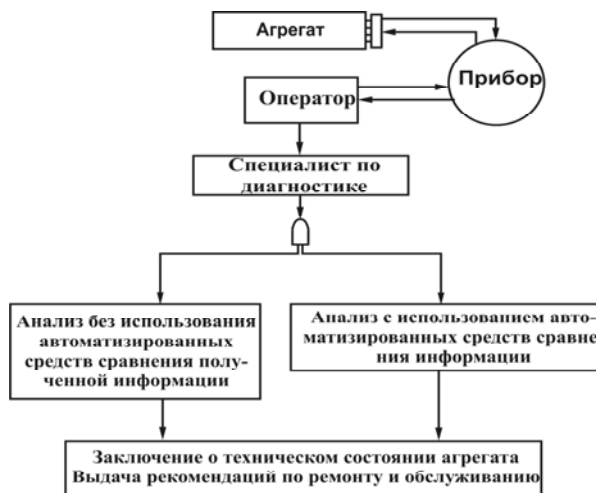 Агрегат
Прибор
Оператор
Специалист по
диагностике
Анализ без использования
автоматизированных
средств сравнения полу-
ченной информации
Анализ с использованием авто-
матизированных средств сравне
ния информации
Заключение о техническом состоянии агрегата
Выдача рекомендаций по ремонту и обслуживанию